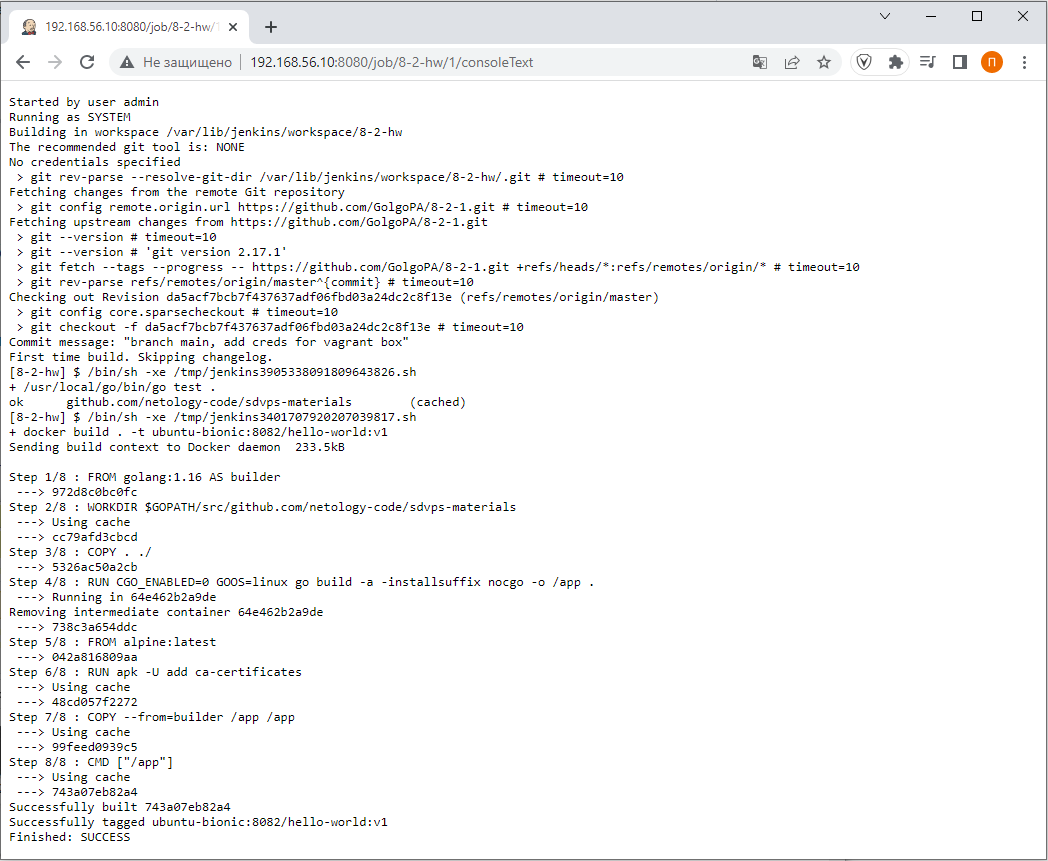 192.168.56.10:8080/job/8-2-hw/1
Не защищено
192.168.56.10:8080/job/8-2-hw/1/consoleText
П
Started by user admin
Running as SYSTEM
Building in workspace /var/lib/jenkins/workspace/8-2-hw
The recommended git tool is: NONE
No credentials specified
 > git rev-parse --resolve-git-dir /var/lib/jenkins/workspace/8-2-hw/.git # timeout=10
Fetching changes from the remote Git repository
 > git config remote.origin.url https://github.com/GolgoPA/8-2-1.git # timeout=10
Fetching upstream changes from https://github.com/GolgoPA/8-2-1.git
 > git --version # timeout=10
 > git --version # 'git version 2.17.1'
 > git fetch --tags --progress -- https://github.com/GolgoPA/8-2-1.git +refs/heads/*:refs/remotes/origin/* # timeout=10
 > git rev-parse refs/remotes/origin/master^{commit} # timeout=10
Checking out Revision da5acf7bcb7f437637adf06fbd03a24dc2c8f13e (refs/remotes/origin/master)
 > git config core.sparsecheckout # timeout=10
 > git checkout -f da5acf7bcb7f437637adf06fbd03a24dc2c8f13e # timeout=10
Commit message: "branch main, add creds for vagrant box"
First time build. Skipping changelog.
[8-2-hw] $ /bin/sh -xe /tmp/jenkins3905338091809643826.sh
+ /usr/local/go/bin/go test .
ok  	github.com/netology-code/sdvps-materials	(cached)
[8-2-hw] $ /bin/sh -xe /tmp/jenkins3401707920207039817.sh
+ docker build . -t ubuntu-bionic:8082/hello-world:v1
Sending build context to Docker daemon  233.5kB
Step 1/8 : FROM golang:1.16 AS builder
 ---> 972d8c0bc0fc
Step 2/8 : WORKDIR $GOPATH/src/github.com/netology-code/sdvps-materials
 ---> Using cache
 ---> cc79afd3cbcd
Step 3/8 : COPY . ./
 ---> 5326ac50a2cb
Step 4/8 : RUN CGO_ENABLED=0 GOOS=linux go build -a -installsuffix nocgo -o /app .
 ---> Running in 64e462b2a9de
Removing intermediate container 64e462b2a9de
 ---> 738c3a654ddc
Step 5/8 : FROM alpine:latest
 ---> 042a816809aa
Step 6/8 : RUN apk -U add ca-certificates
 ---> Using cache
 ---> 48cd057f2272
Step 7/8 : COPY --from=builder /app /app
 ---> Using cache
 ---> 99feed0939c5
Step 8/8 : CMD ["/app"]
 ---> Using cache
 ---> 743a07eb82a4
Successfully built 743a07eb82a4
Successfully tagged ubuntu-bionic:8082/hello-world:v1
Finished: SUCCESS